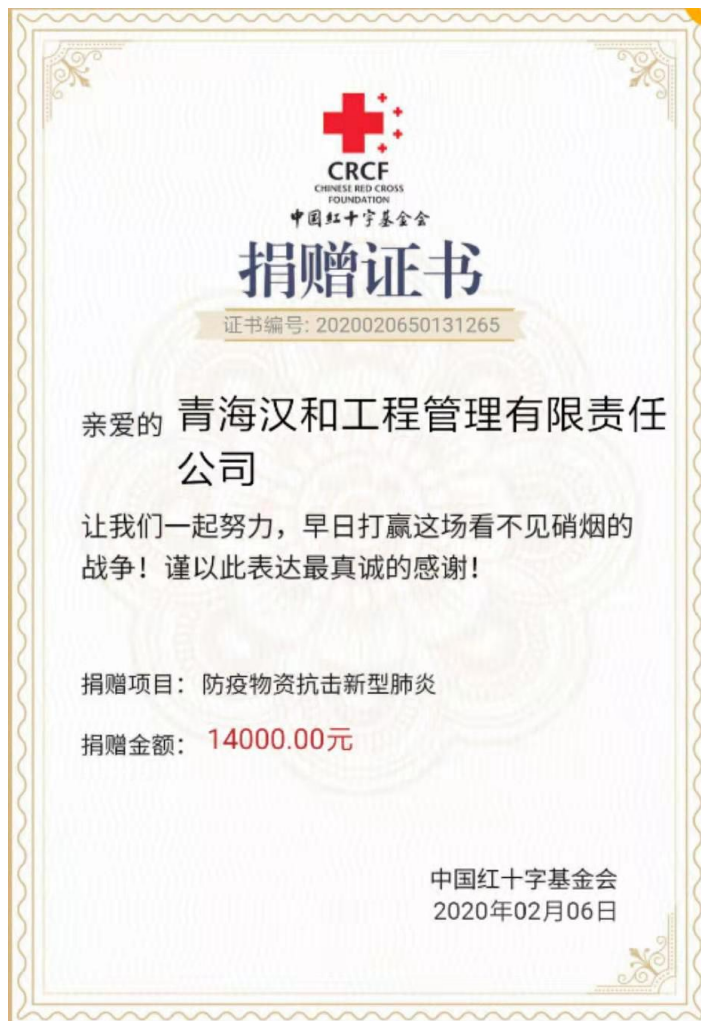 CRCF
CHINESE RED CROSS
FOUNDATION
中国红十字基金会
捐赠证书
证书编号: 2020020650131265
亲爱的 青海汉和工程管理有限责任
公司
让我们一起努力，早日打赢这场看不见硝烟的
战争！谨以此表达最真诚的感谢！
捐赠项目：防疫物资抗击新型肺炎
捐赠金额：14000.00元
中国红十字基金会
2020年02月06日